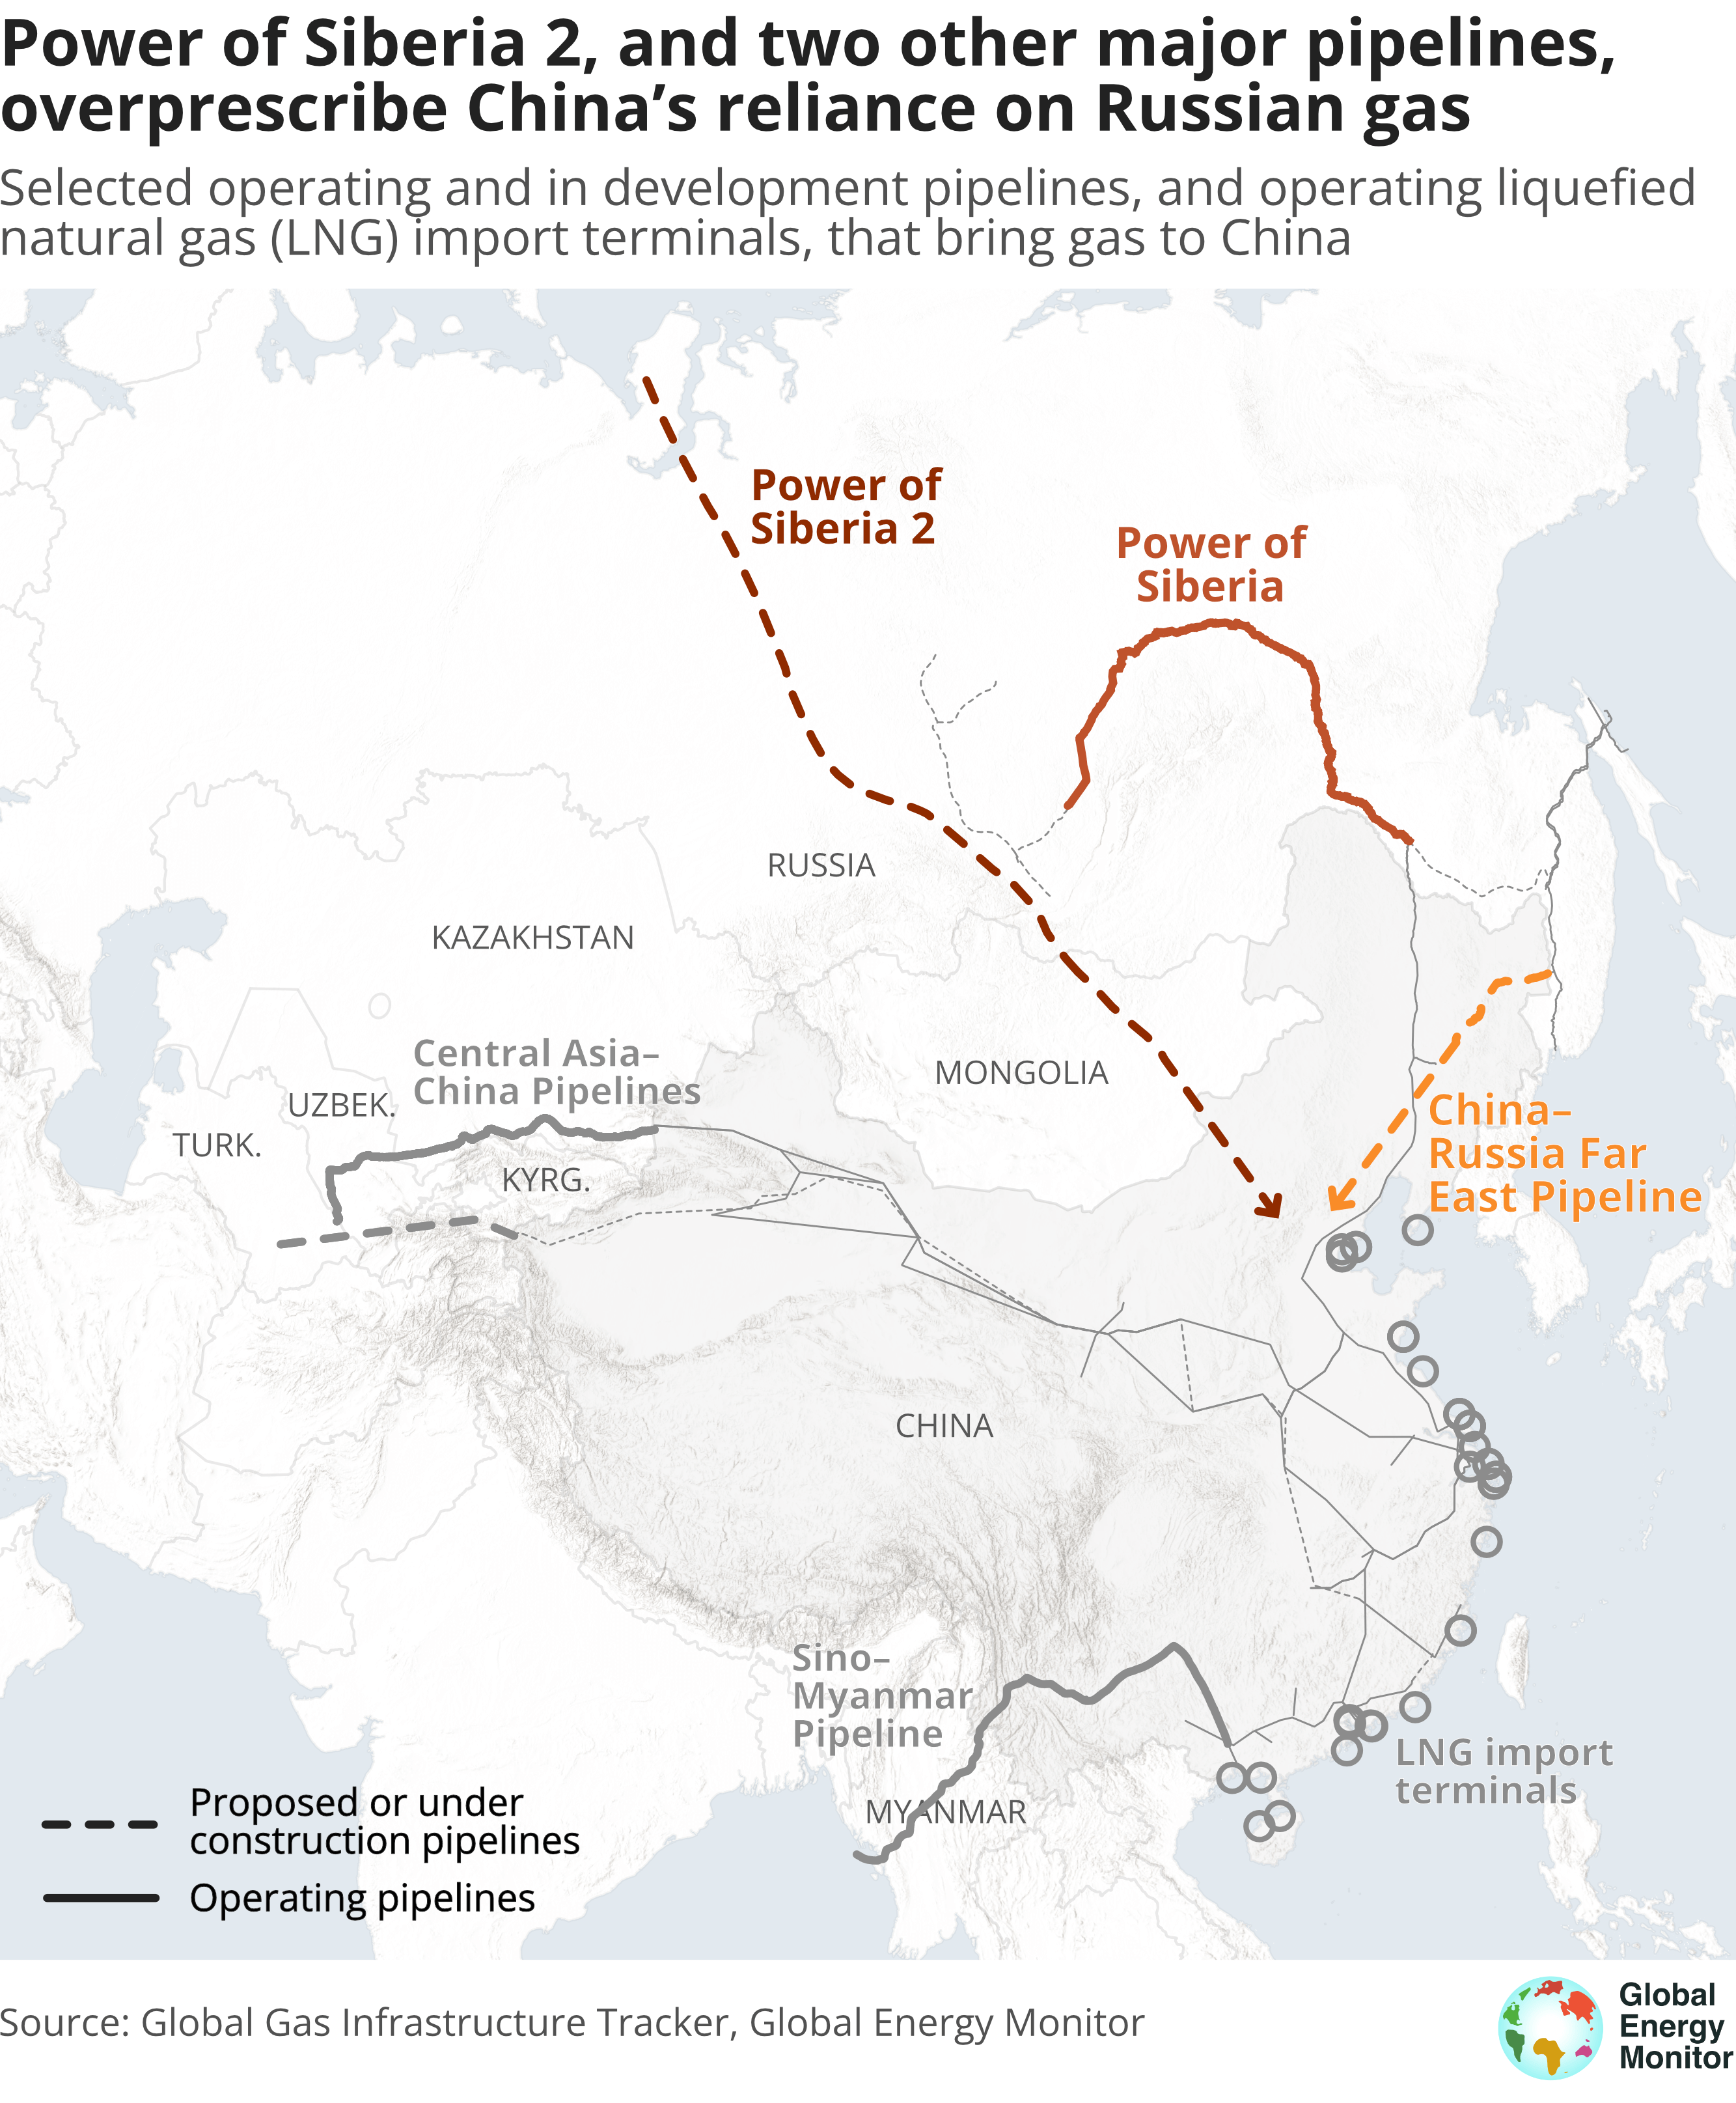 Power of Siberia 2, and two other major pipelines,
overprescribe China’s reliance on Russian gas
Selected operating and in development pipelines, and operating liquefied
natural gas (LNG) import terminals, that bring gas to China
Power of
Siberia 2
Power of
Siberia
RUSSIA
KAZAKHSTAN
Central Asia–
China Pipelines
MONGOLIA
UZBEK.
TURK.
KYRG.
China–
Russia Far
East Pipeline
CHINA
Sino–
Myanmar
Pipeline
LNG import
terminals
MYANMAR
Proposed or under
construction pipelines
Operating pipelines
Source: Global Gas Infrastructure Tracker, Global Energy Monitor
Global
Energy
Monitor